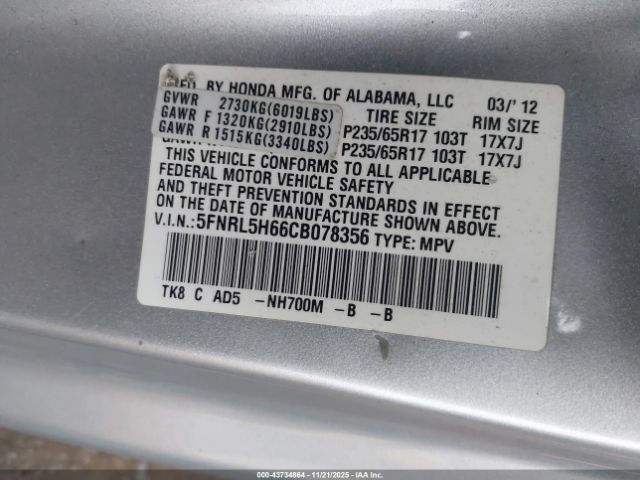 BY HONDA MFG. OF ALABAMA, LLC 03/'12
GVWR 2730KG(6019LBS) TIRE SIZE RIM SIZE
GAWR F 1320KG(2910LBS) P235/65R17 103T 17X7J
GAWR R 1515KG(3340LBS) P235/65R17 103T 17X7J
THIS VEHICLE CONFORMS TO ALL APPLICABLE
FEDERAL MOTOR VEHICLE SAFETY
AND THEFT PREVENTION STANDARDS IN EFFECT
ON THE DATE OF MANUFACTURE SHOWN ABOVE.
V.I.N.:5FNRL5H66CB078356 TYPE: MPV
TK8 C AD5 -NH700M -B -B
000-43734864 - 11/21/2025 - IAA Inc.